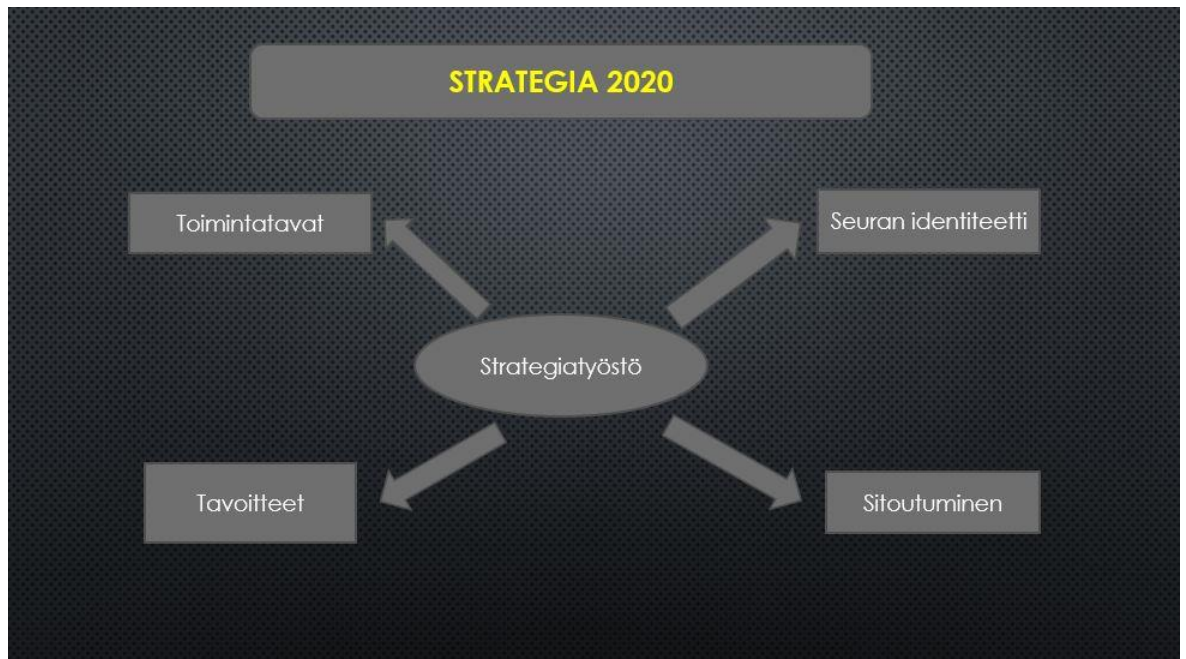 STRATEGIA 2020
Toimintatavat
Seuran identiteetti
Strategiatyöstö
Tavoitteet
Sitoutuminen